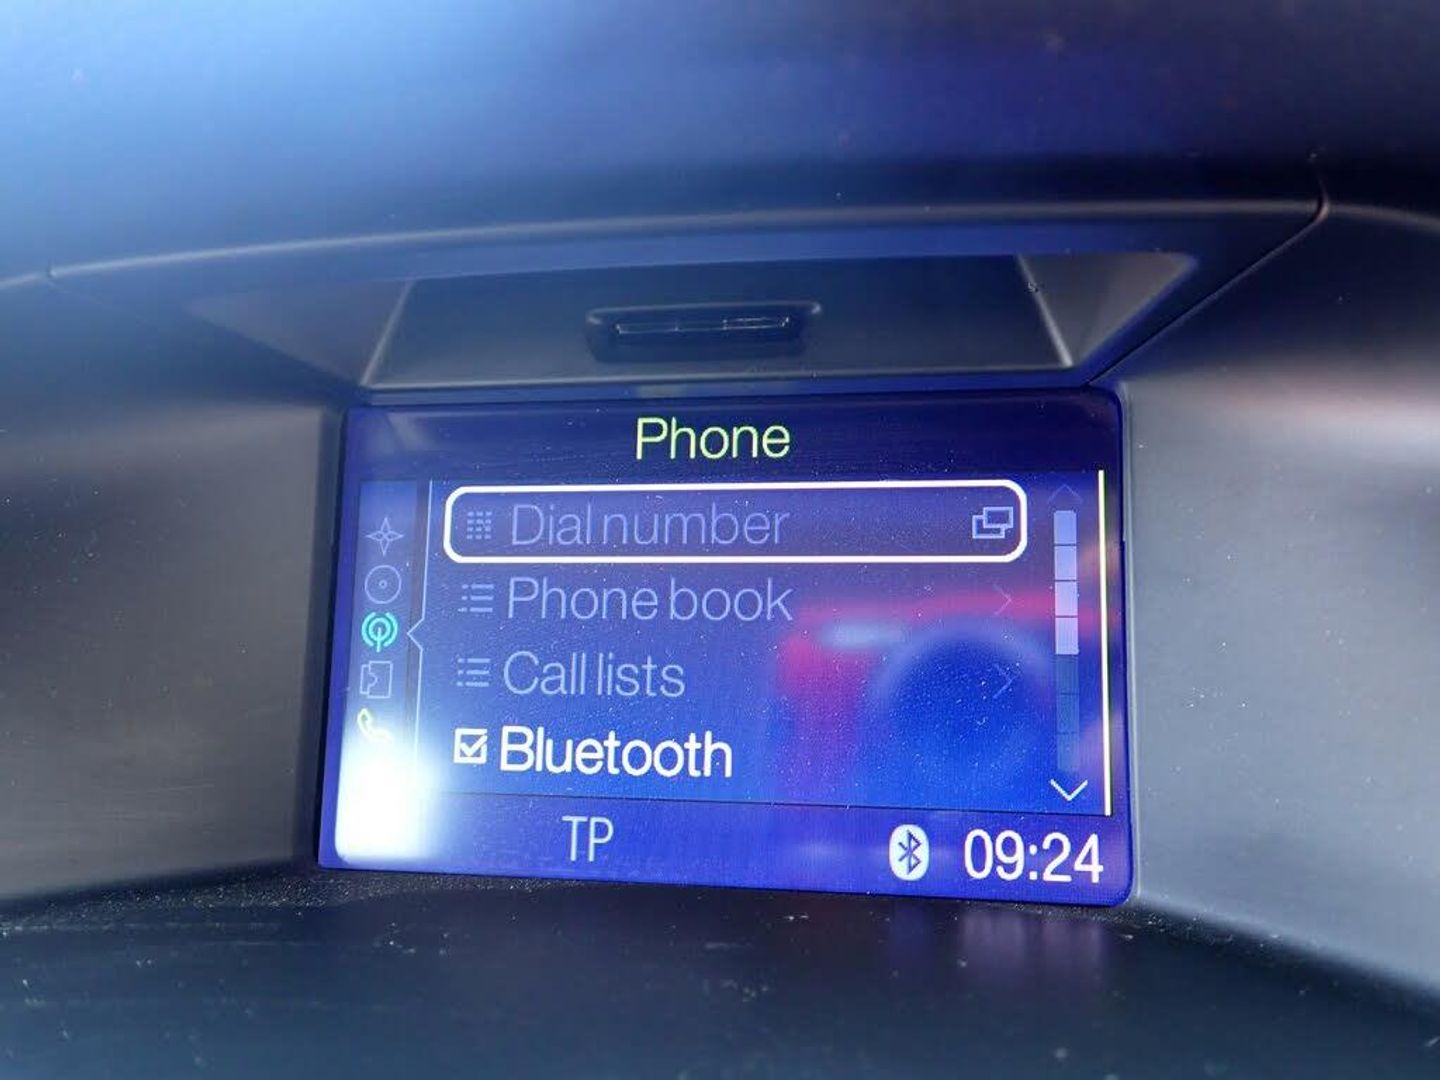 Phone
Dial number
Phone book
Call lists
Bluetooth
TP 09:24